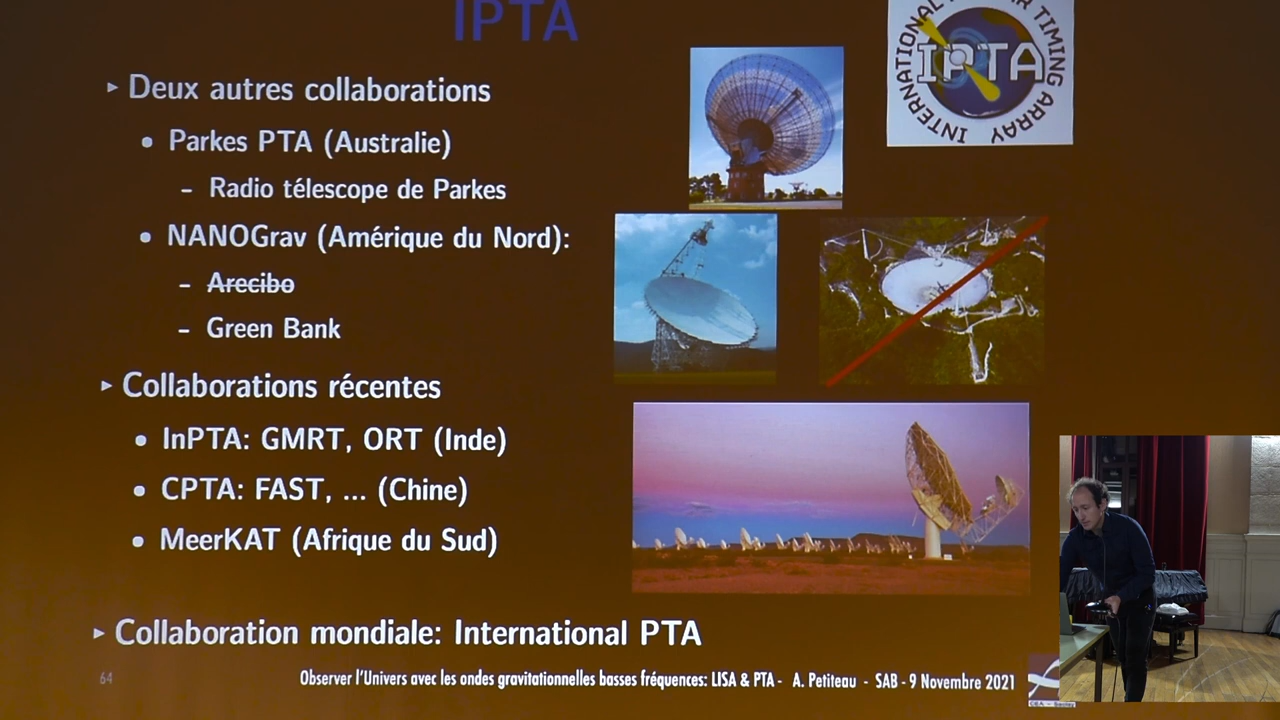 IPTA
▸ Deux autres collaborations
• Parkes PTA (Australie)
– Radio télescope de Parkes
• NANOGrav (Amérique du Nord):
– Arecibo
– Green Bank
▸ Collaborations récentes
• InPTA: GMRT, ORT (Inde)
• CPTA: FAST, ... (Chine)
• MeerKAT (Afrique du Sud)
▸ Collaboration mondiale: International PTA
64
Observer l'Univers avec les ondes gravitationnelles basses fréquences: LISA & PTA - A. Petiteau - SAB - 9 Novembre 2021
INTERNATIONAL
TIMING
ARRAY
IPTA
CEA - Saclay